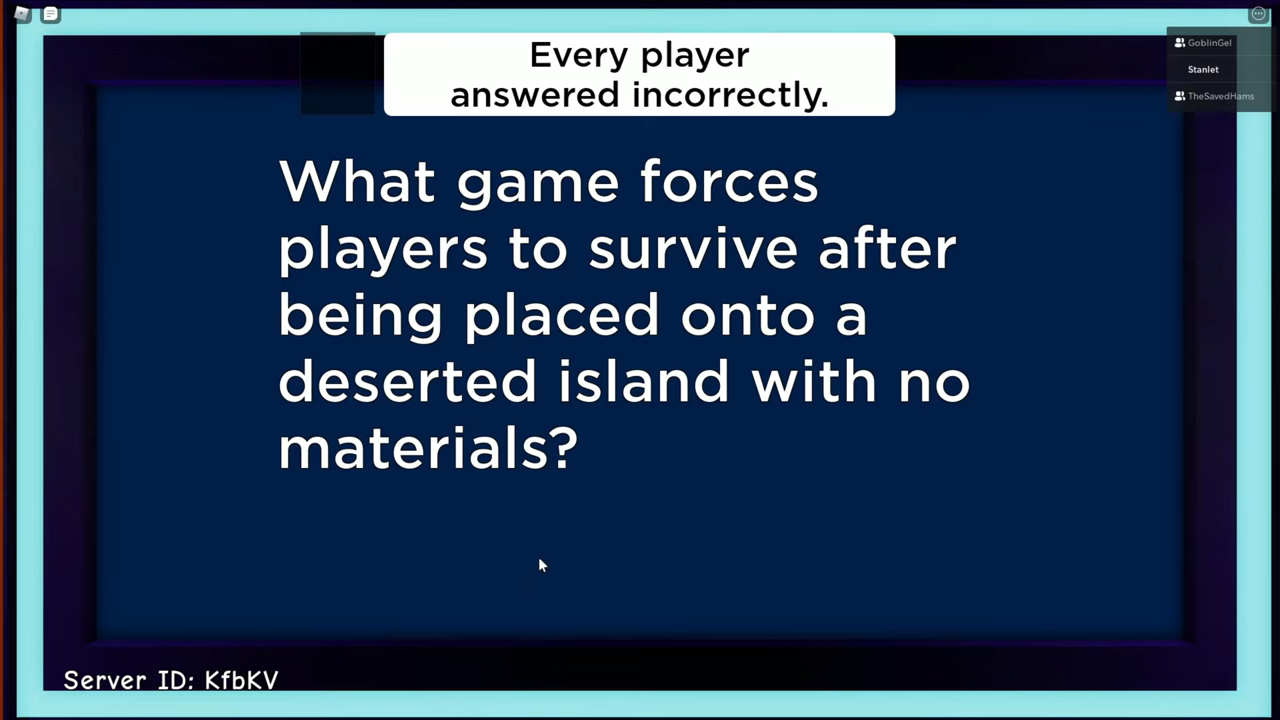 Every player
answered incorrectly.
GoblinGel
Stanlet
TheSavedHams
What game forces
players to survive after
being placed onto a
deserted island with no
materials?
Server ID: KfbKV